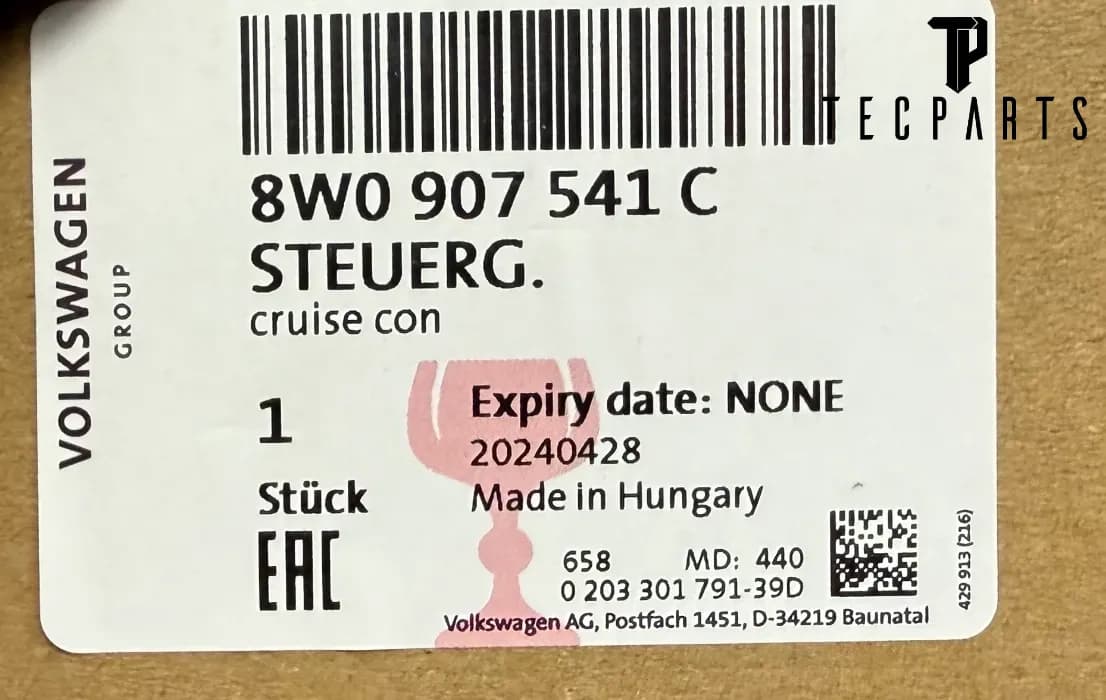 TP
TECPARTS
VOLKSWAGEN
GROUP
8W0 907 541 C
STEUERG.
cruise con
1
Stück
EAC
Expiry date: NONE
20240428
Made in Hungary
658 MD: 440
0 203 301 791-39D
Volkswagen AG, Postfach 1451, D-34219 Baunatal
429 913 (216)